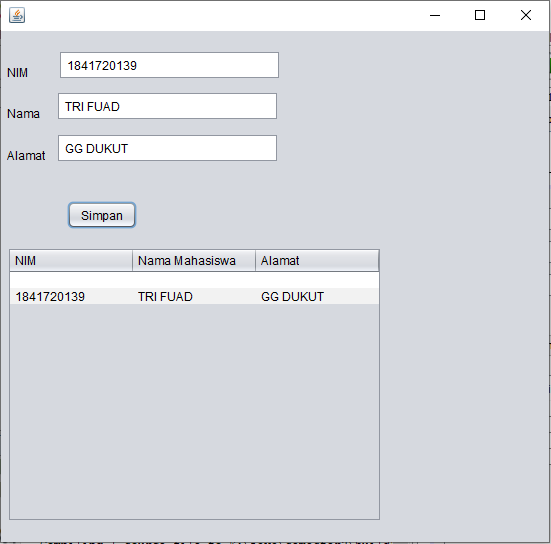 NIM 1841720139
Nama TRI FUAD
Alamat GG DUKUT
Simpan
NIM Nama Mahasiswa Alamat
1841720139 TRI FUAD GG DUKUT